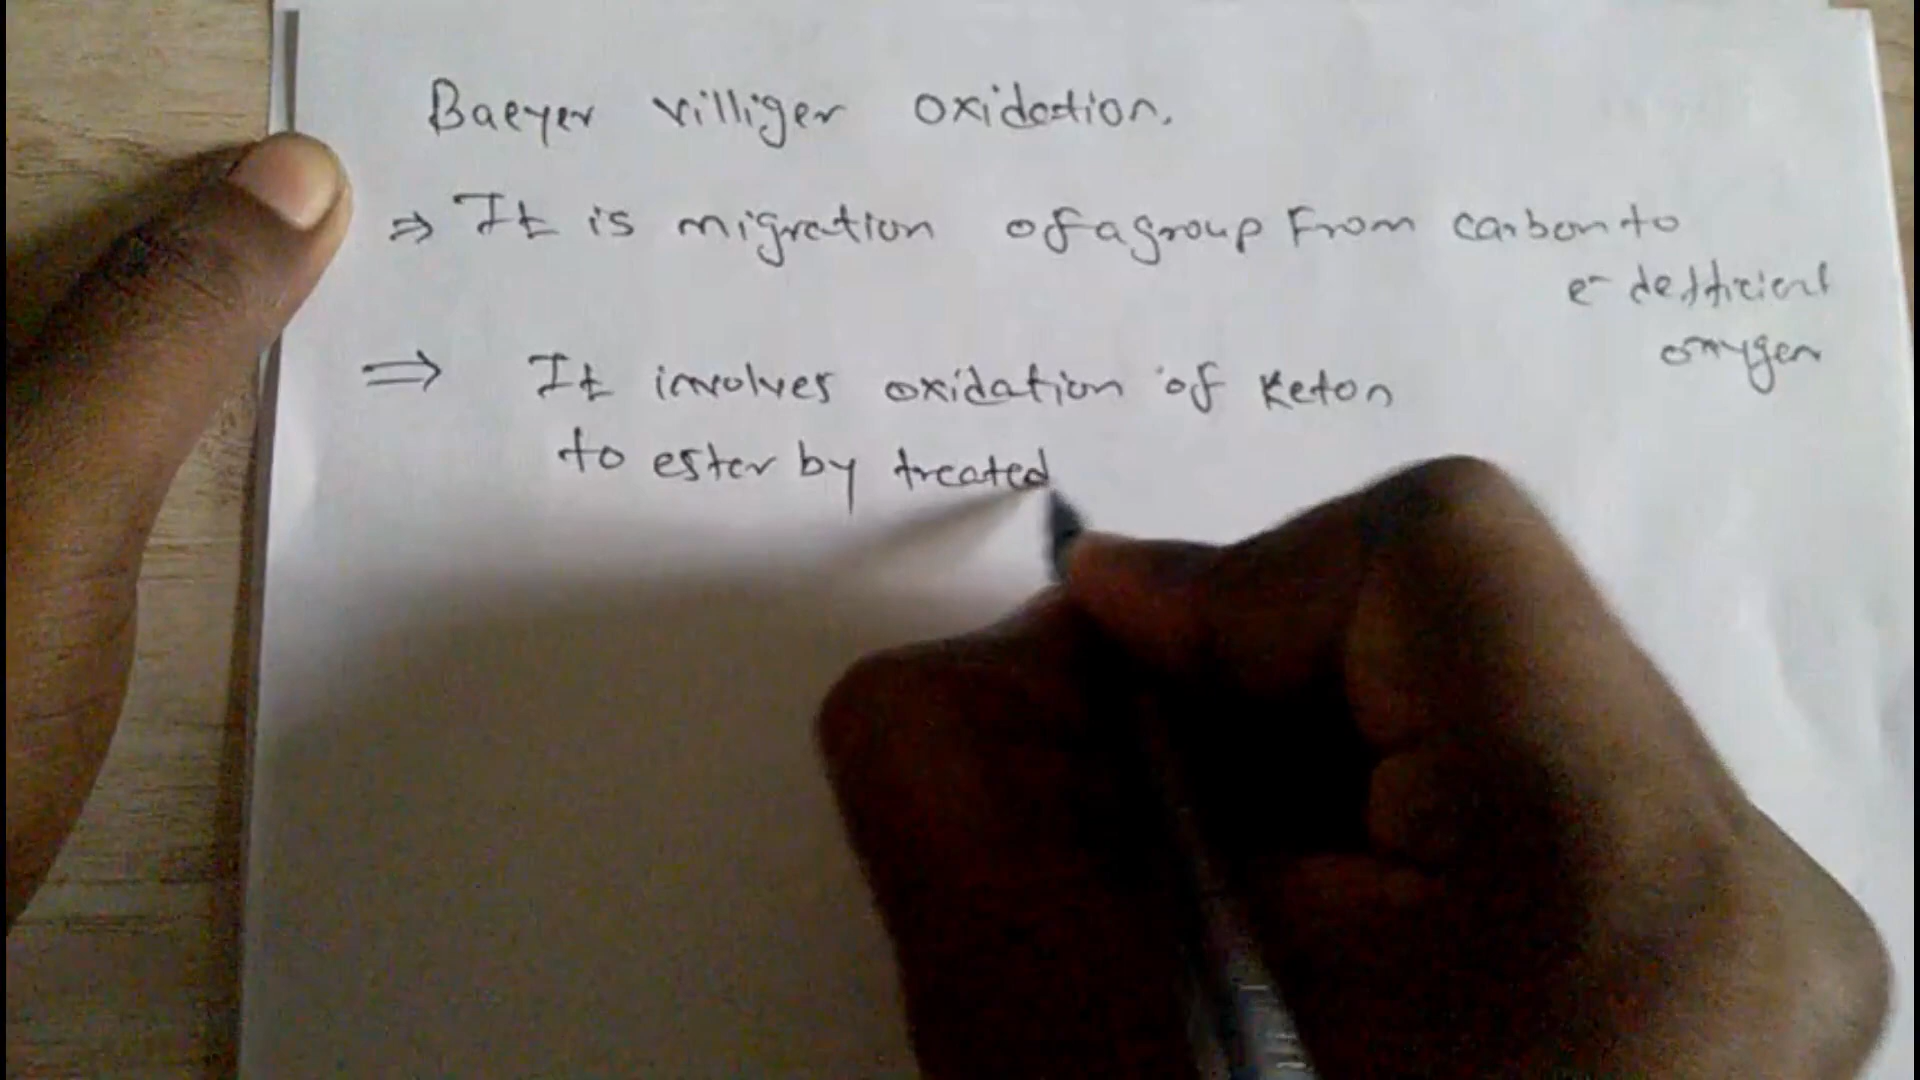 Baeyer villiger oxidation.
⇒ It is migration of a group From carbon to
e- defficient
oxygen
⇒ It involves oxidation of Keton
to ester by treated